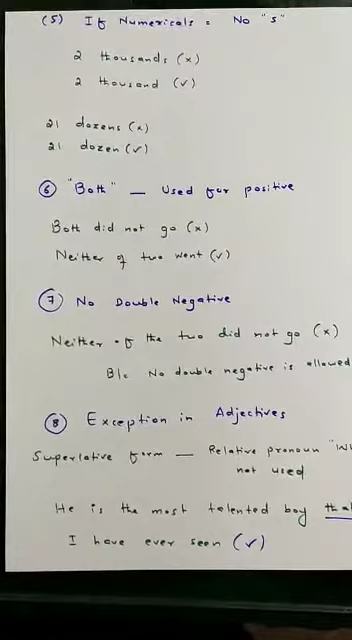 (5) If Numericals = No "s"
2 thousands (x)
2 thousand (✓)
21 dozens (x)
21 dozen (✓)
⑥ "Both" — Used for positive
Both did not go (x)
Neither of two went (✓)
⑦ No Double Negative
Neither of the two did not go (x)
B/c No double negative is allowed
⑧ Exception in Adjectives
Superlative form — Relative pronoun
not used
He is the most talented boy that
I have ever seen (✓)